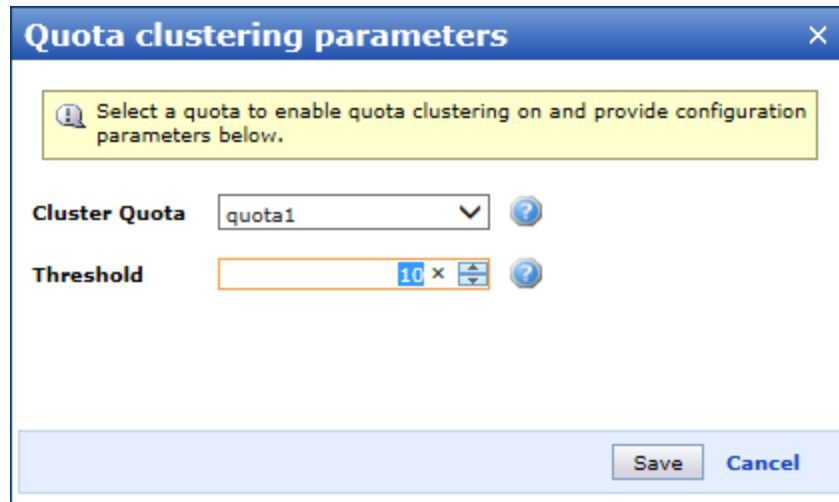 Quota clustering parameters
Select a quota to enable quota clustering on and provide configuration
parameters below.
Cluster Quota quota1
Threshold 10
Save Cancel